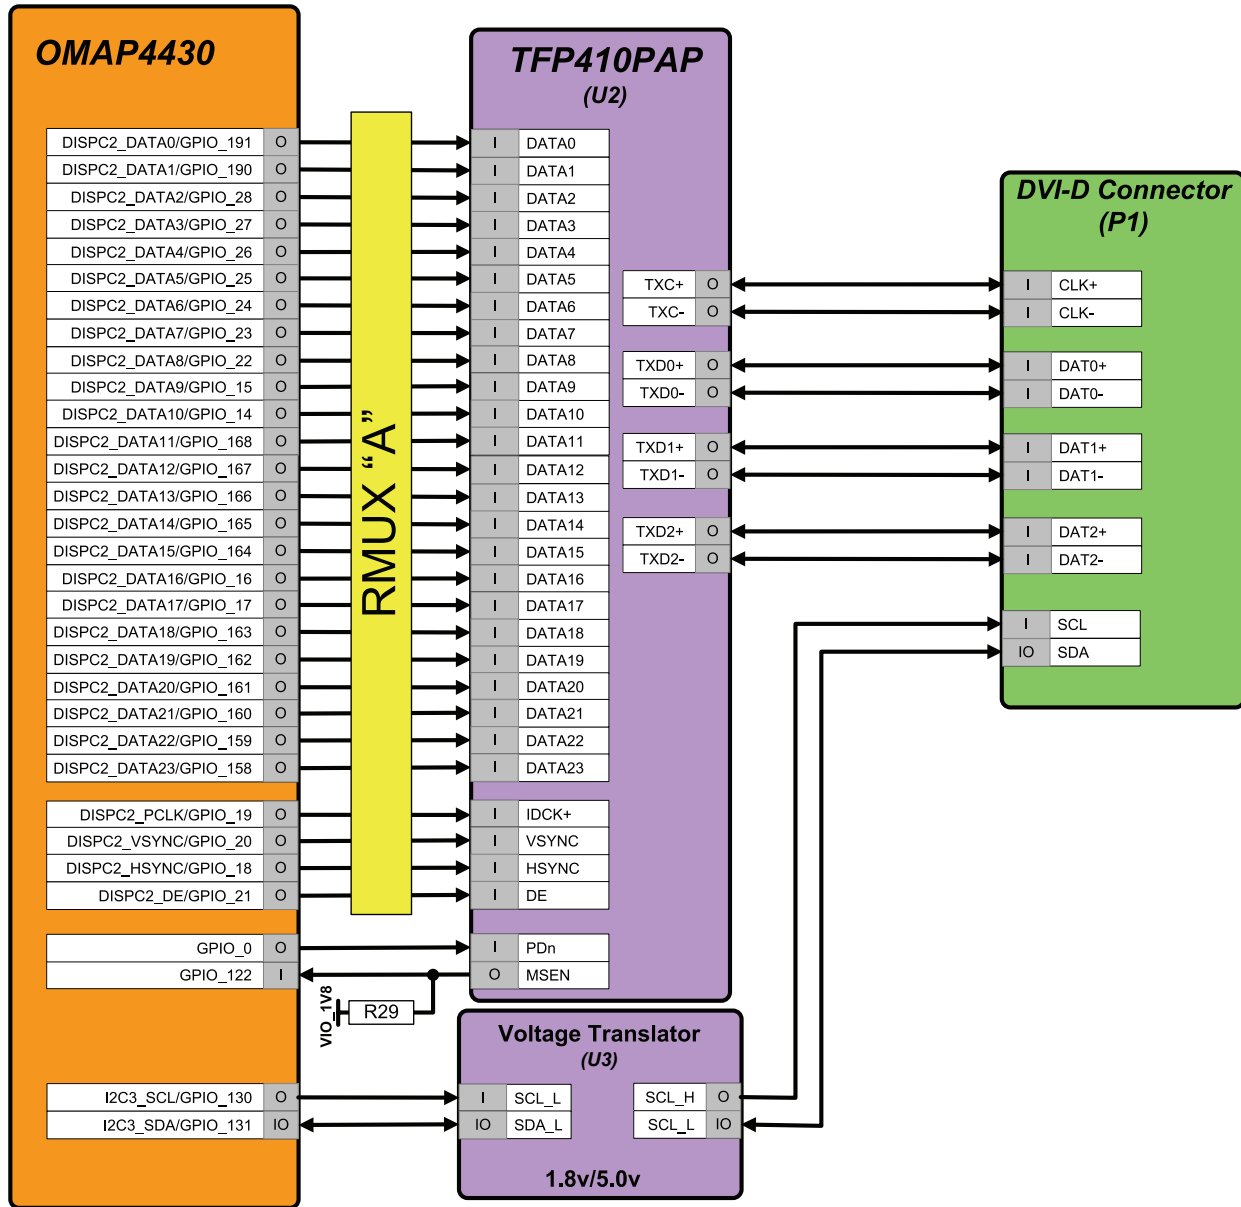 OMAP4430
DISPC2_DATA0/GPIO_191 O
DISPC2_DATA1/GPIO_190 O
DISPC2_DATA2/GPIO_28 O
DISPC2_DATA3/GPIO_27 O
DISPC2_DATA4/GPIO_26 O
DISPC2_DATA5/GPIO_25 O
DISPC2_DATA6/GPIO_24 O
DISPC2_DATA7/GPIO_23 O
DISPC2_DATA8/GPIO_22 O
DISPC2_DATA9/GPIO_15 O
DISPC2_DATA10/GPIO_14 O
DISPC2_DATA11/GPIO_168 O
DISPC2_DATA12/GPIO_167 O
DISPC2_DATA13/GPIO_166 O
DISPC2_DATA14/GPIO_165 O
DISPC2_DATA15/GPIO_164 O
DISPC2_DATA16/GPIO_16 O
DISPC2_DATA17/GPIO_17 O
DISPC2_DATA18/GPIO_163 O
DISPC2_DATA19/GPIO_162 O
DISPC2_DATA20/GPIO_161 O
DISPC2_DATA21/GPIO_160 O
DISPC2_DATA22/GPIO_159 O
DISPC2_DATA23/GPIO_158 O
DISPC2_PCLK/GPIO_19 O
DISPC2_VSYNC/GPIO_20 O
DISPC2_HSYNC/GPIO_18 O
DISPC2_DE/GPIO_21 O
GPIO_0 O
GPIO_122 I
I2C3_SCL/GPIO_130 O
I2C3_SDA/GPIO_131 IO
RMUX “A”
VIO_1V8
R29
TFP410PAP
(U2)
I DATA0
I DATA1
I DATA2
I DATA3
I DATA4
I DATA5
I DATA6
I DATA7
I DATA8
I DATA9
I DATA10
I DATA11
I DATA12
I DATA13
I DATA14
I DATA15
I DATA16
I DATA17
I DATA18
I DATA19
I DATA20
I DATA21
I DATA22
I DATA23
I IDCK+
I VSYNC
I HSYNC
I DE
I PDn
O MSEN
TXC+ O
TXC- O
TXD0+ O
TXD0- O
TXD1+ O
TXD1- O
TXD2+ O
TXD2- O
Voltage Translator
(U3)
I SCL_L
IO SDA_L
SCL_H O
SCL_L IO
1.8v/5.0v
DVI-D Connector
(P1)
I CLK+
I CLK-
I DAT0+
I DAT0-
I DAT1+
I DAT1-
I DAT2+
I DAT2-
I SCL
IO SDA